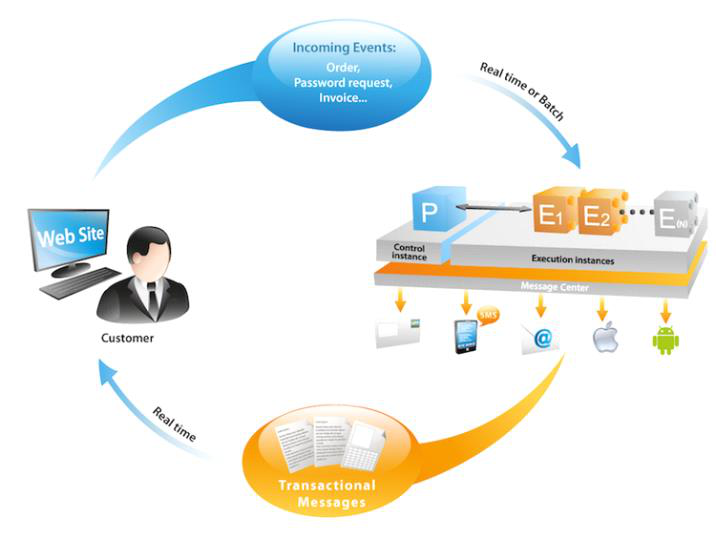 Incoming Events:
Order,
Password request,
Invoice...
Real time or Batch
Web Site
Customer
P
E1
E2
E(N)
Control
instance
Execution instances
Message Center
SMS
@
Real time
Transactional
Messages